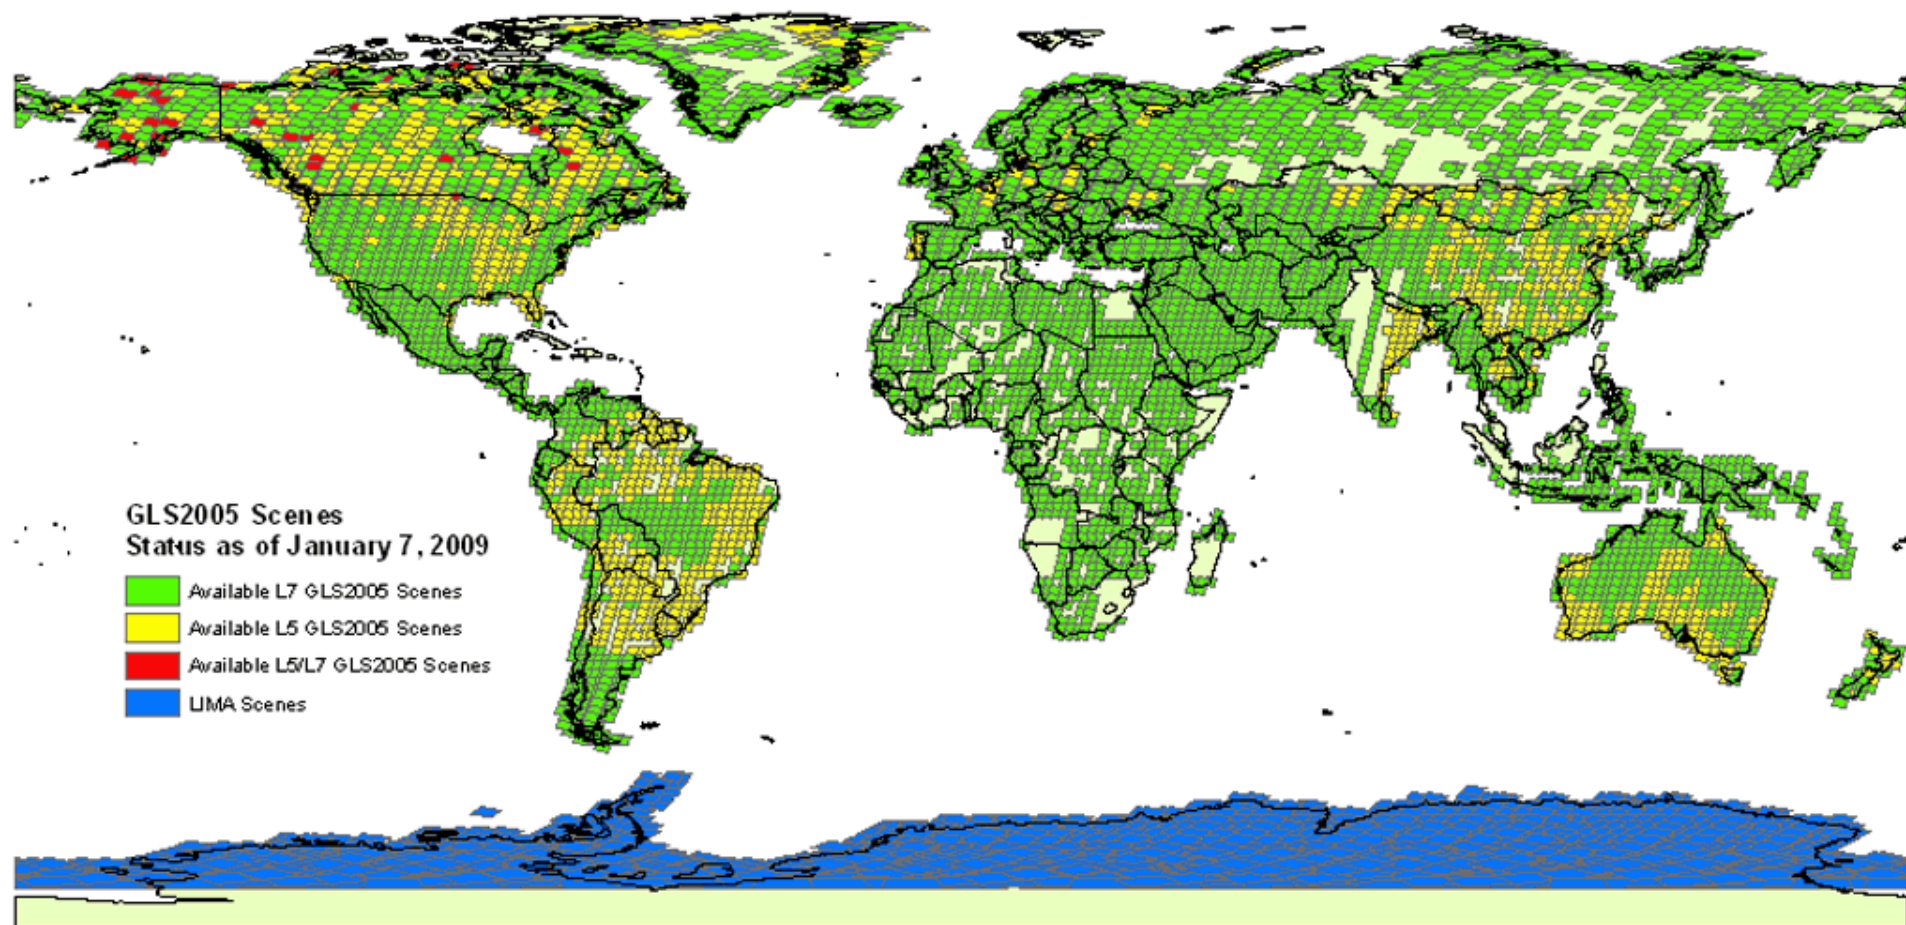 GLS2005 Scenes
Status as of January 7, 2009
Available L7 GLS2005 Scenes
Available L5 GLS2005 Scenes
Available L5/L7 GLS2005 Scenes
LIMA Scenes